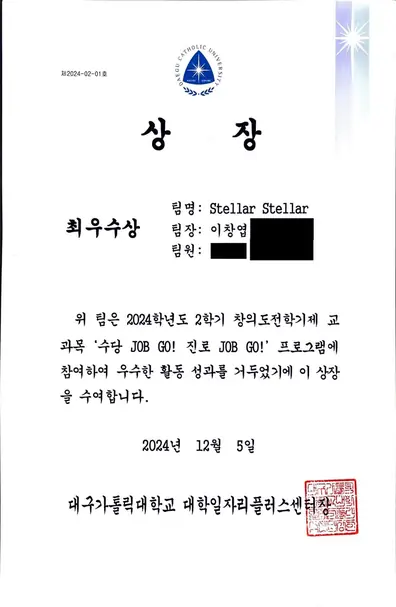 DAEGU CATHOLIC UNIVERSITY
제2024-02-01호
상 장
최우수상
팀명: Stellar Stellar
팀장: 이창엽
팀원:
위 팀은 2024학년도 2학기 창의도전학기제 교
과목 '수당 JOB GO! 진로 JOB GO!' 프로그램에
참여하여 우수한 활동 성과를 거두었기에 이 상장
을 수여합니다.
2024년 12월 5일
대구가톨릭대학교 대학일자리플러스센터장